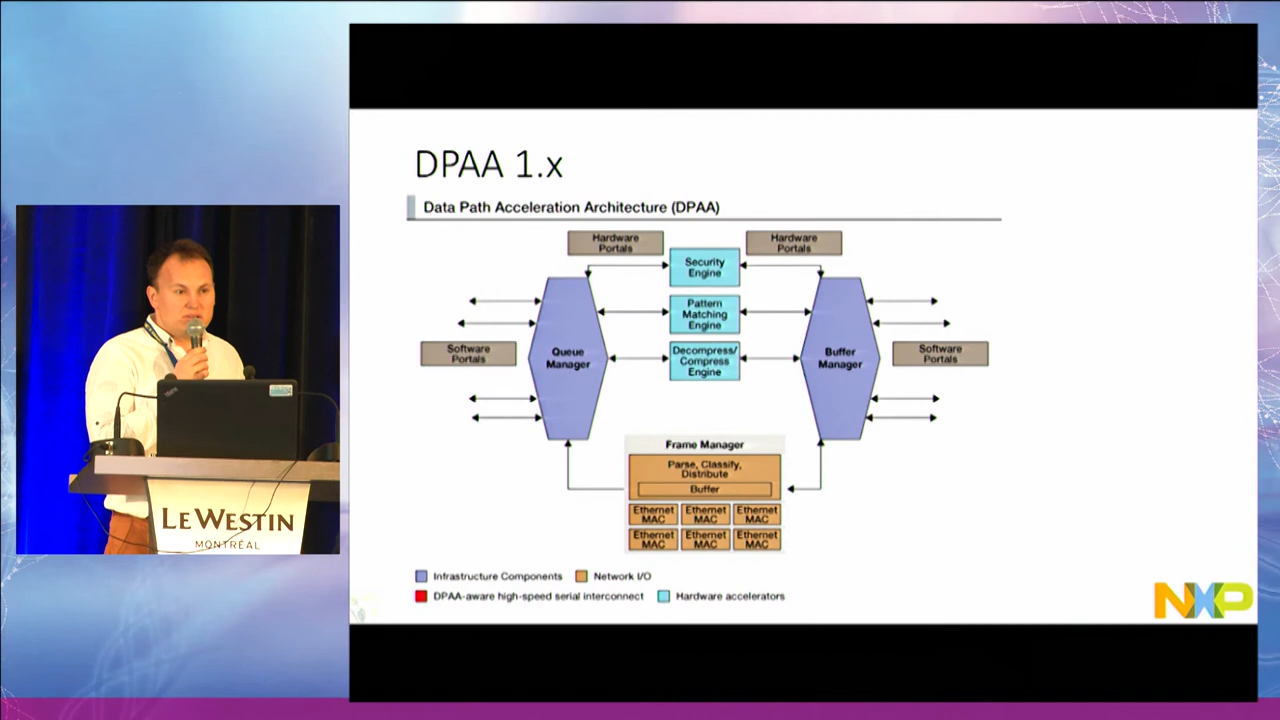 DPAA 1.x
Data Path Acceleration Architecture (DPAA)
Hardware
Portals
Hardware
Portals
Security
Engine
Pattern
Matching
Engine
Decompress/
Compress
Engine
Queue
Manager
Buffer
Manager
Software
Portals
Software
Portals
Frame Manager
Parse, Classify,
Distribute
Buffer
Ethernet
MAC
Ethernet
MAC
Ethernet
MAC
Ethernet
MAC
Ethernet
MAC
Ethernet
MAC
Infrastructure Components
Network I/O
DPAA-aware high-speed serial interconnect
Hardware accelerators
NXP
LE WESTIN
MONTRÉAL